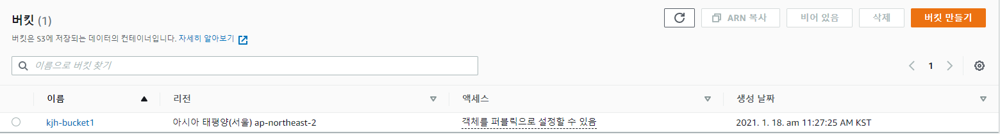 버킷 (1)
ARN 복사
비어 있음
삭제
버킷 만들기
버킷은 S3에 저장되는 데이터의 컨테이너입니다. 자세히 알아보기
이름으로 버킷 찾기
1
이름 리전 액세스 생성 날짜
kjh-bucket1 아시아 태평양(서울) ap-northeast-2 객체를 퍼블릭으로 설정할 수 있음 2021. 1. 18. am 11:27:25 AM KST